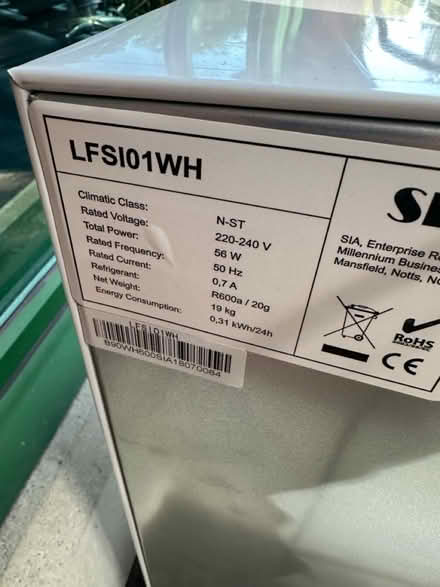 LFSI01WH
Climatic Class: N-ST
Rated Voltage: 220-240 V
Total Power: 56 W
Rated Frequency: 50 Hz
Rated Current: 0,7 A
Refrigerant: R600a / 20g
Net Weight: 19 kg
Energy Consumption: 0,31 kWh/24h
SIA, Enterprise
Millennium
Mansfield, Notts,
RoHS
CE
LFSI01WH
B90WH600SIA18070084